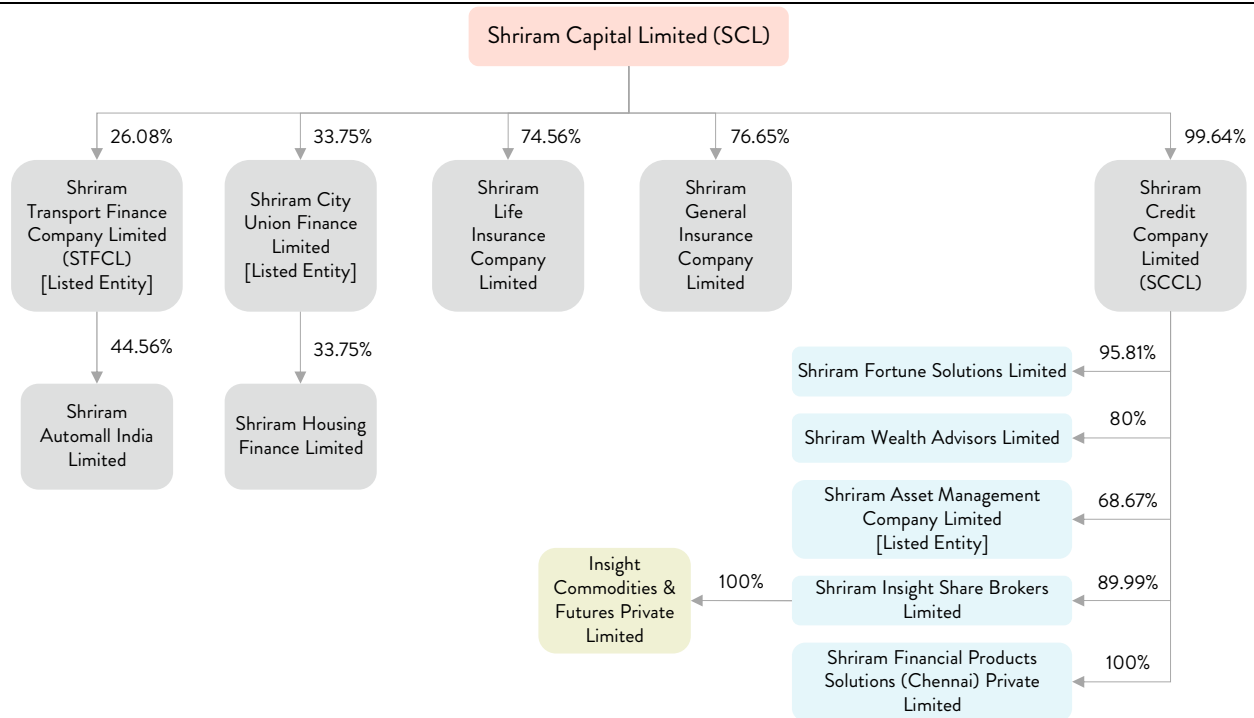 Shriram Capital Limited (SCL)
26.08%
33.75%
74.56%
76.65%
99.64%
Shriram
Transport Finance
Company Limited
(STFCL)
[Listed Entity]
Shriram City
Union Finance
Limited
[Listed Entity]
Shriram
Life
Insurance
Company
Limited
Shriram
General
Insurance
Company
Limited
Shriram
Credit
Company
Limited
(SCCL)
44.56%
33.75%
Shriram
Automall India
Limited
Shriram Housing
Finance Limited
95.81%
Shriram Fortune Solutions Limited
80%
Shriram Wealth Advisors Limited
68.67%
Shriram Asset Management
Company Limited
[Listed Entity]
89.99%
Shriram Insight Share Brokers
Limited
100%
Insight
Commodities &
Futures Private
Limited
100%
Shriram Financial Products
Solutions (Chennai) Private
Limited